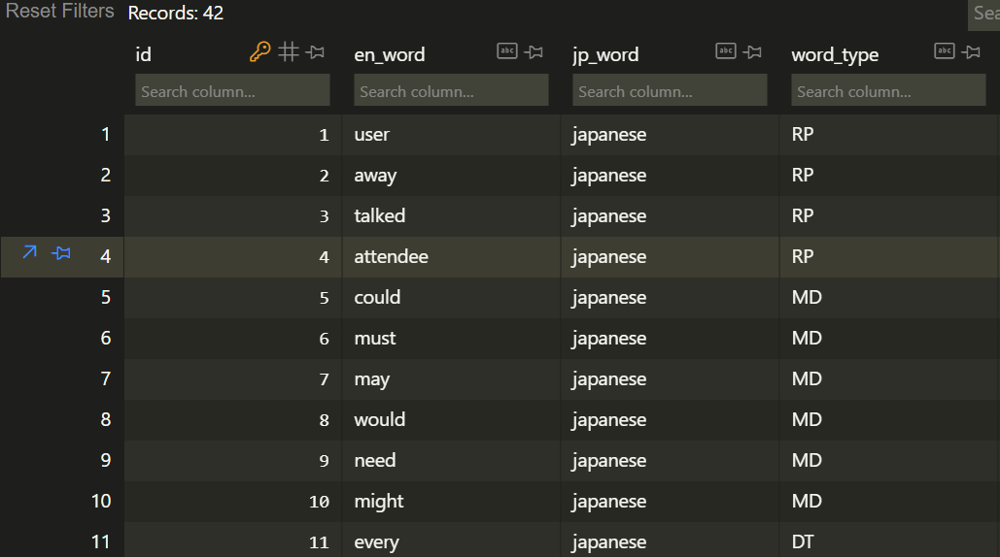 Reset Filters Records: 42 Sea
id en_word abc jp_word abc word_type abc
Search column... Search column... Search column... Search column...
1 1 user japanese RP
2 2 away japanese RP
3 3 talked japanese RP
4 4 attendee japanese RP
5 5 could japanese MD
6 6 must japanese MD
7 7 may japanese MD
8 8 would japanese MD
9 9 need japanese MD
10 10 might japanese MD
11 11 every japanese DT